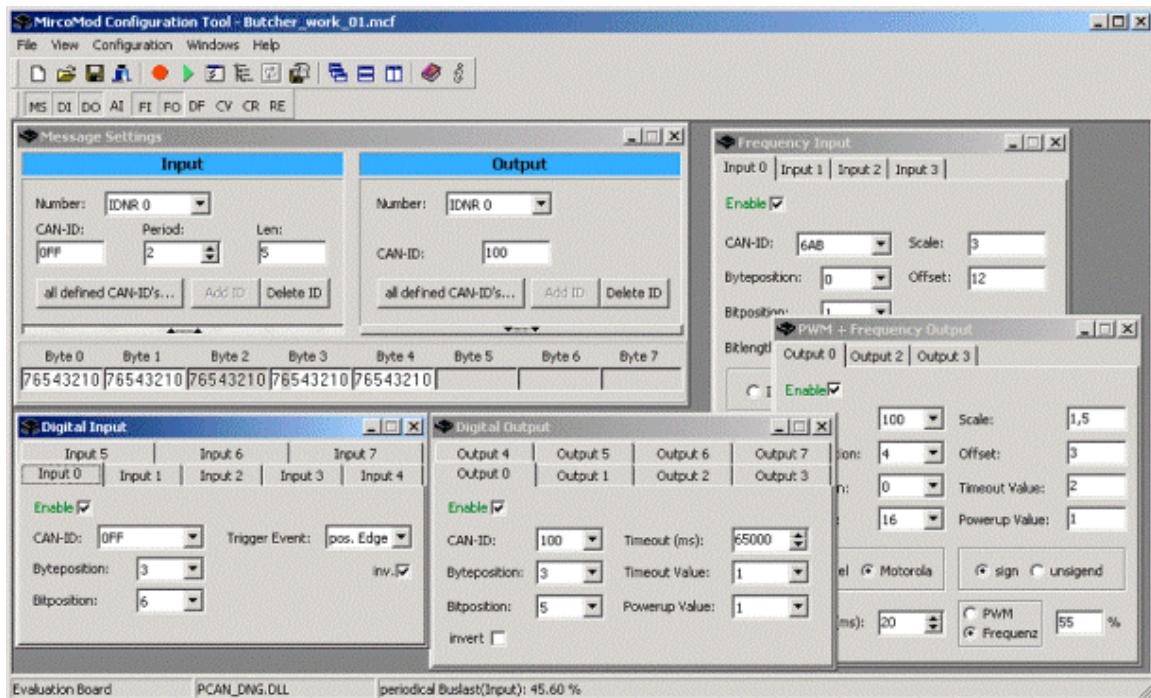 MircoMod Configuration Tool - Butcher_work_01.mcf
File View Configuration Windows Help
MS DI DO AI FI FO DF CV CR RE
Message Settings
Input
Output
Number: IDNR 0
Number: IDNR 0
CAN-ID: Period: Len:
0FF 2 5
CAN-ID: 100
all defined CAN-ID's... Add ID Delete ID
all defined CAN-ID's... Add ID Delete ID
Byte 0 Byte 1 Byte 2 Byte 3 Byte 4 Byte 5 Byte 6 Byte 7
76543210 76543210 76543210 76543210 76543210
Frequency Input
Input 0 Input 1 Input 2 Input 3
Enable
CAN-ID: 6AB Scale: 3
Byteposition: 0 Offset: 12
Bitposition: 1
Bitlength
PWM + Frequency Output
Output 0 Output 2 Output 3
Enable
100 Scale: 1,5
ion: 4 Offset: 3
n: 0 Timeout Value: 2
: 16 Powerup Value: 1
el Motorola sign unsigend
(ms): 20 PWM
Frequenz 55 %
Digital Input
Input 5 Input 6 Input 7
Input 0 Input 1 Input 2 Input 3 Input 4
Enable
CAN-ID: 0FF Trigger Event: pos. Edge
Byteposition: 3 inv.
Bitposition: 6
Digital Output
Output 4 Output 5 Output 6 Output 7
Output 0 Output 1 Output 2 Output 3
Enable
CAN-ID: 100 Timeout (ms): 65000
Byteposition: 3 Timeout Value: 1
Bitposition: 5 Powerup Value: 1
invert
Evaluation Board PCAN_DNG.DLL periodical Buslast(Input): 45.60 %